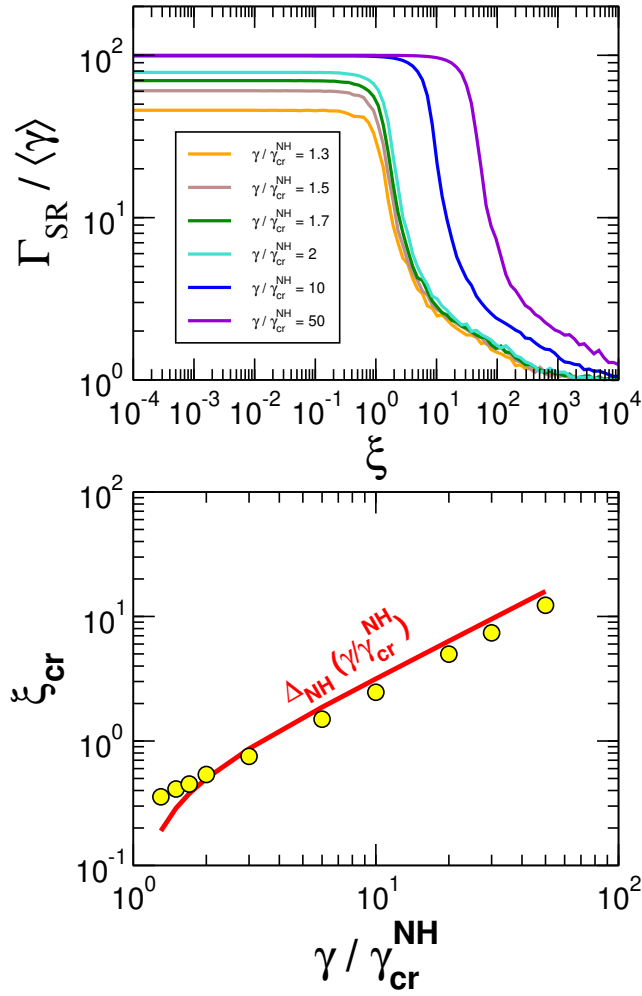 10^2
10^1
10^0
Γ_SR / ⟨γ⟩
γ / γ_cr^NH = 1.3
γ / γ_cr^NH = 1.5
γ / γ_cr^NH = 1.7
γ / γ_cr^NH = 2
γ / γ_cr^NH = 10
γ / γ_cr^NH = 50
10^-4 10^-3 10^-2 10^-1 10^0 10^1 10^2 10^3 10^4
ξ
10^2
10^1
10^0
10^-1
ξ_cr
Δ_NH (γ/γ_cr^NH)
10^0 10^1 10^2
γ / γ_cr^NH